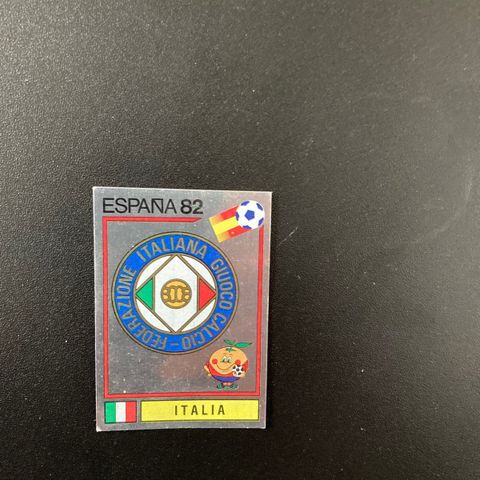 ESPAÑA 82
FEDERAZIONE ITALIANA GIUOCO CALCIO -
ITALIA